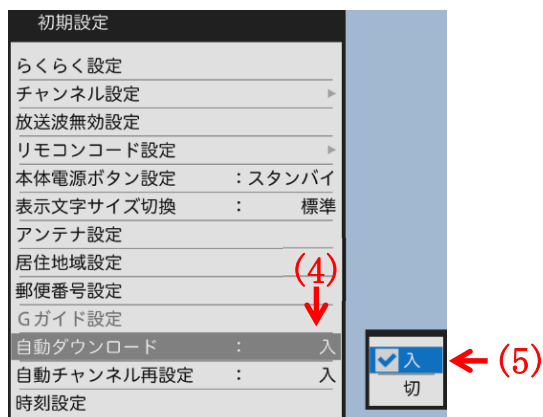 初期設定
らくらく設定
チャンネル設定
放送波無効設定
リモコンコード設定
本体電源ボタン設定 : スタンバイ
表示文字サイズ切換 : 標準
アンテナ設定
居住地域設定
(4)
郵便番号設定
Gガイド設定
自動ダウンロード : 入
入
(5)
自動チャンネル再設定 : 入
切
時刻設定